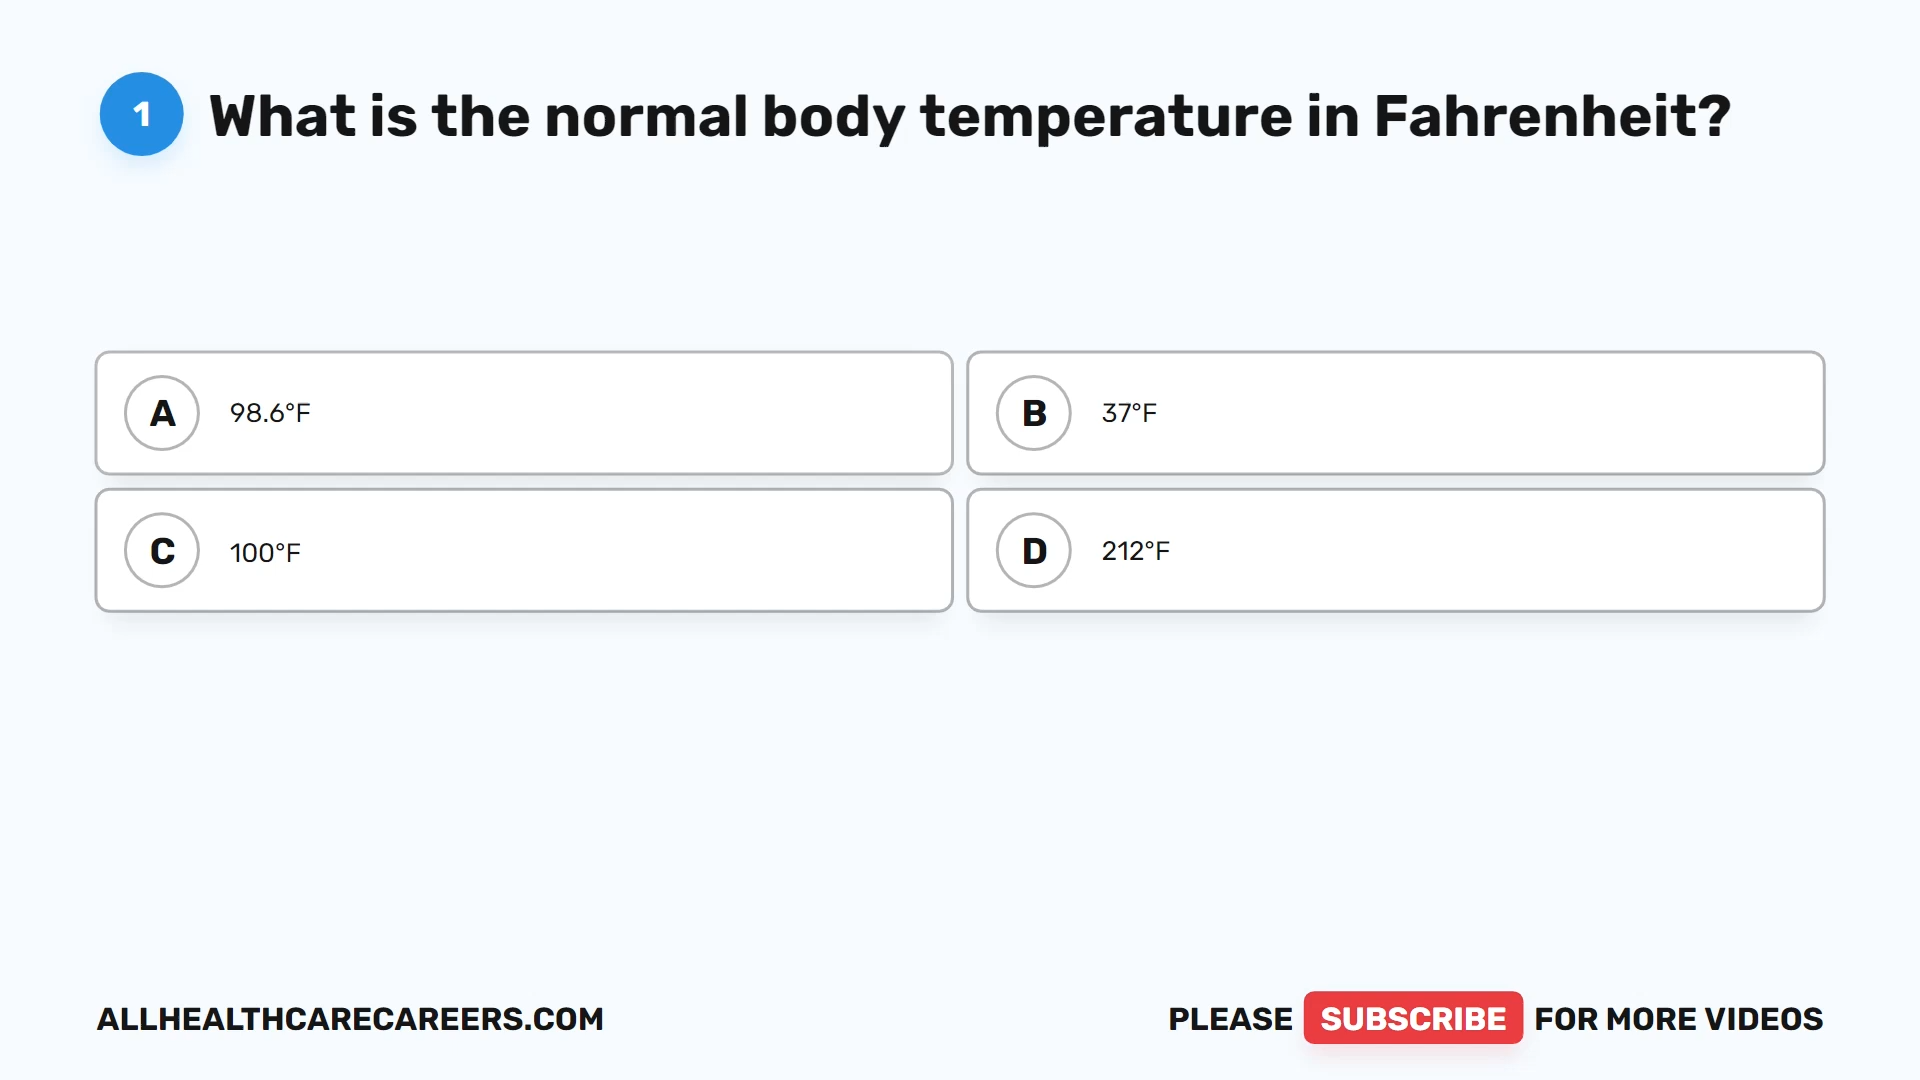 1 What is the normal body temperature in Fahrenheit?
A 98.6°F
B 37°F
C 100°F
D 212°F
ALLHEALTHCARECAREERS.COM
PLEASE SUBSCRIBE FOR MORE VIDEOS